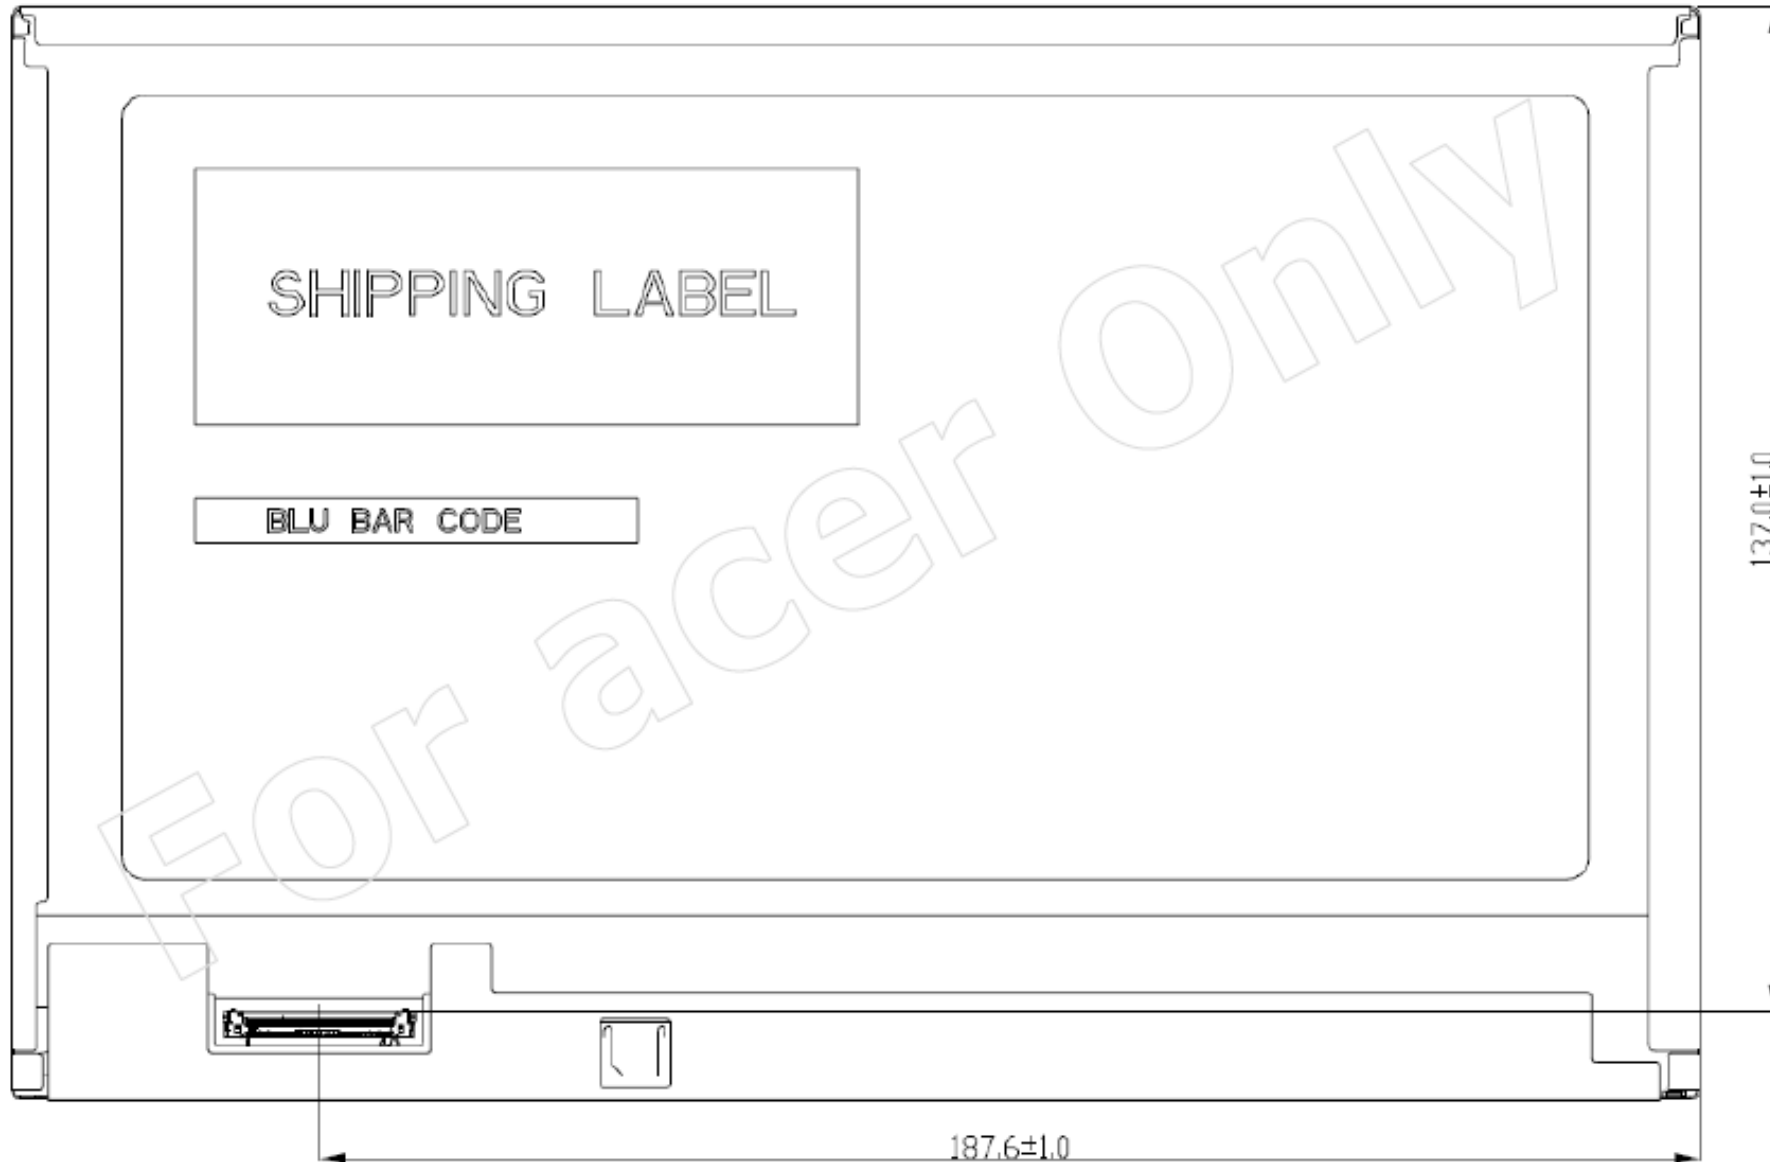 SHIPPING LABEL
BLU BAR CODE
For acer Only
137.0±1.0
187.6±1.0